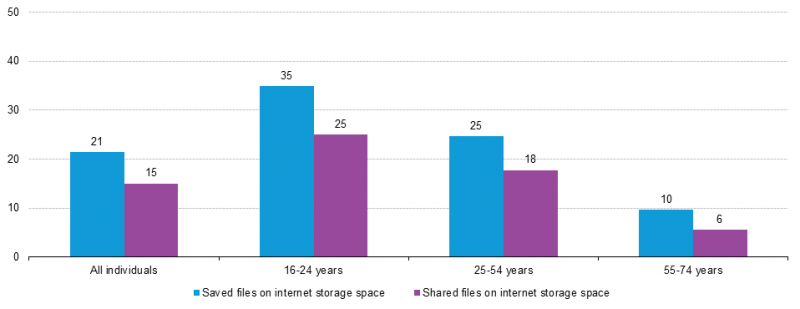 50
40
30
20
10
0
21
15
35
25
25
18
10
6
All individuals
16-24 years
25-54 years
55-74 years
Saved files on internet storage space
Shared files on internet storage space